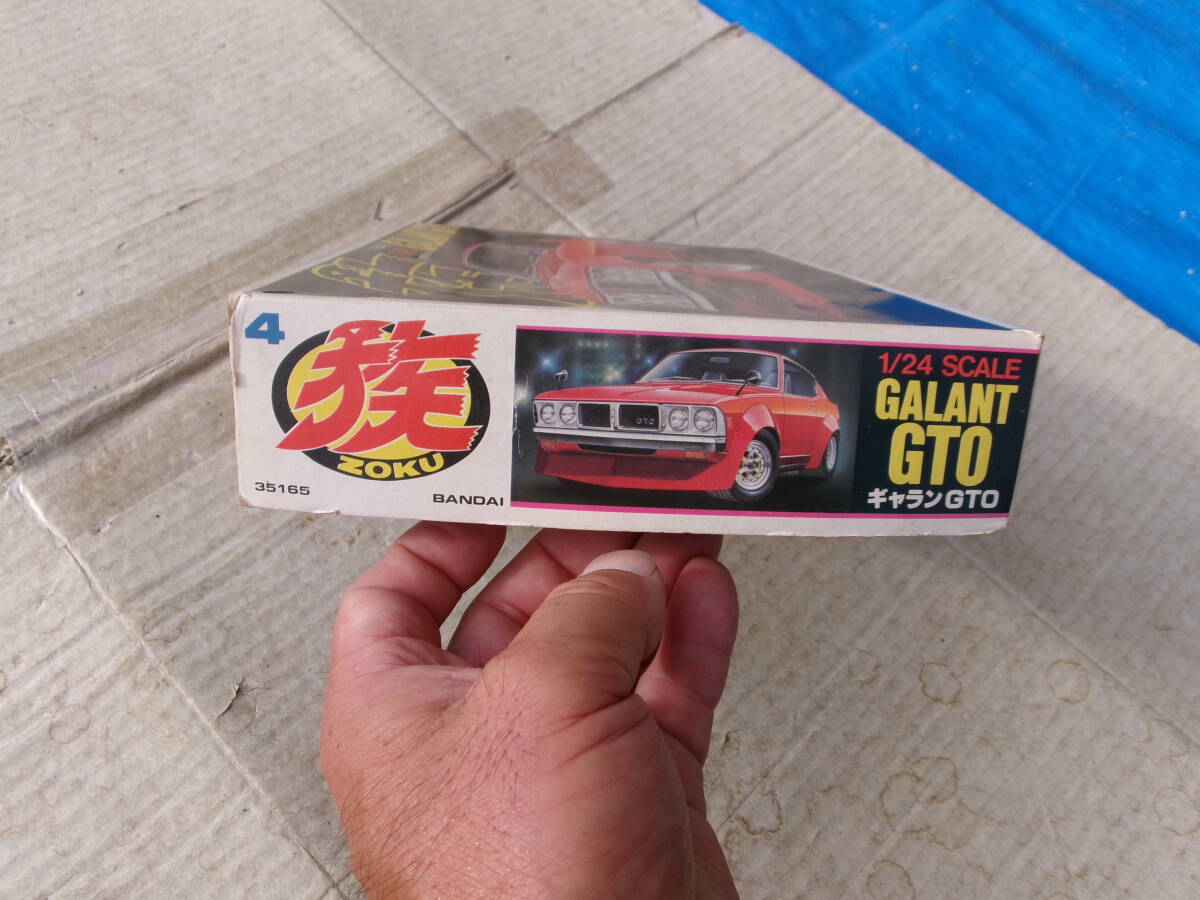 4
族
ZOKU
35165
BANDAI
GTO
1/24 SCALE
GALANT
GTO
ギャランGTO